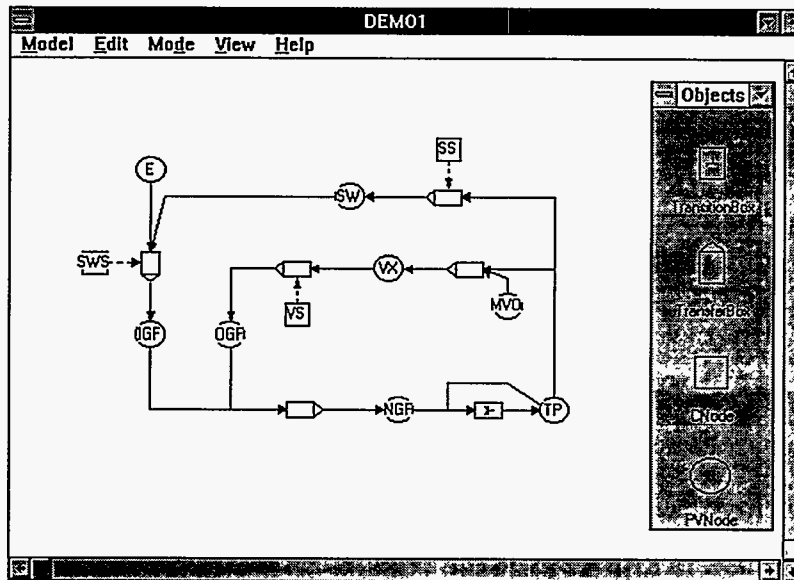 DEMO1
Model Edit Mode View Help
Objects
TransitionBox
TransferBox
CNode
PVNode
E
SS
SW
SWS
VX
VS
MVO
OGR
NGR
TP